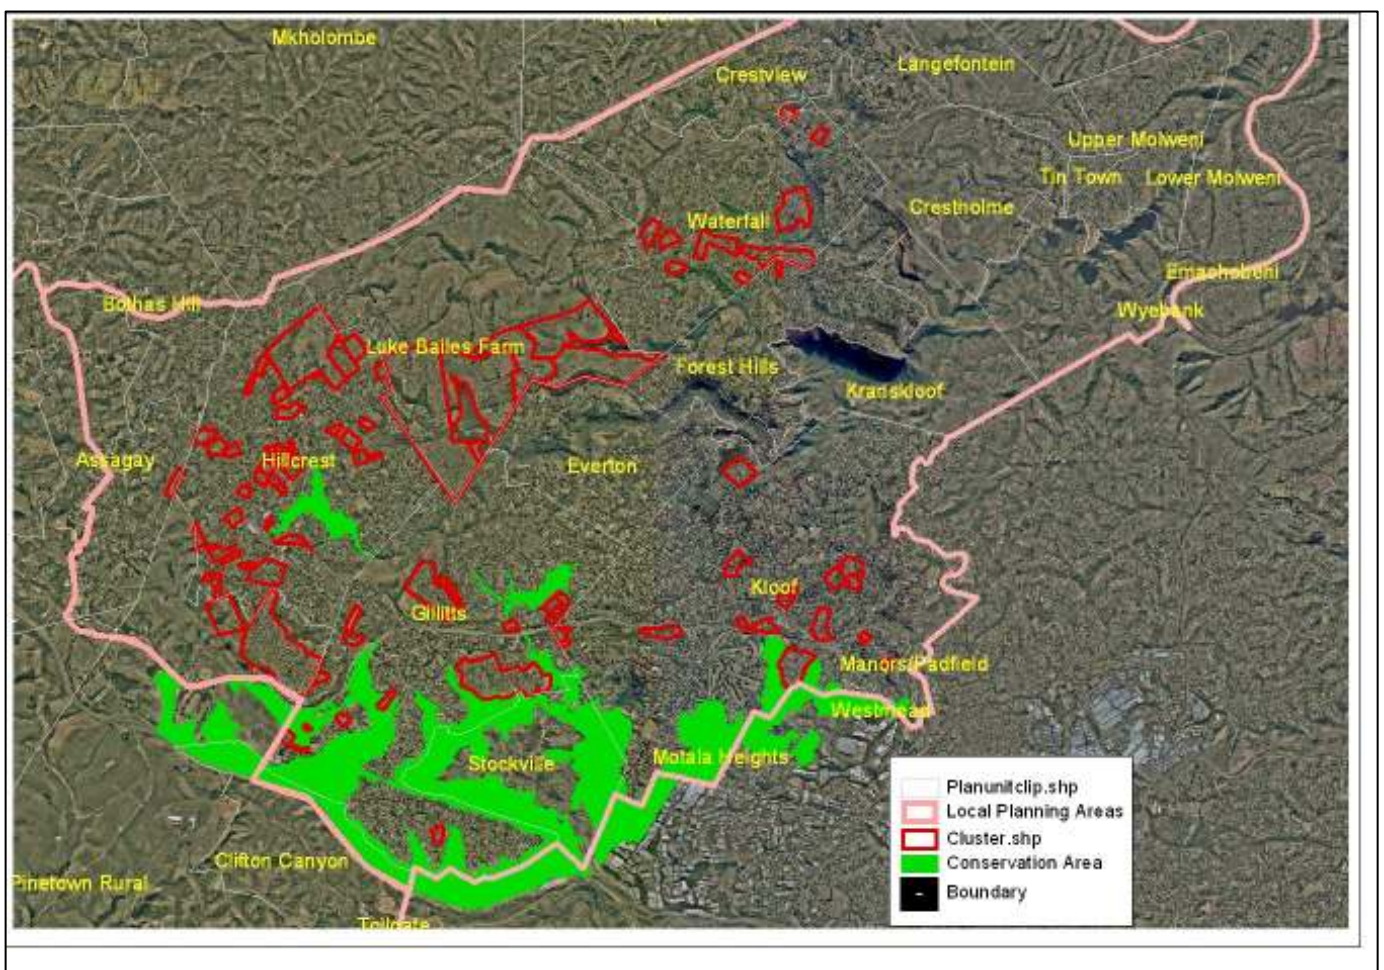 Mkholombe
Langefontein
Crestview
Upper Molweni
Tin Town
Lower Molweni
Crestholme
Waterfall
Emachobeni
Bothas Hill
Wyebank
Luke Bailes Farm
Forest Hills
Kranskloof
Assagay
Hillcrest
Everton
Kloof
Gillitts
Manors/Padfield
Westmead
Motala Heights
Stockville
Clifton Canyon
Pinetown Rural
Tollgate
Planunitclip.shp
Local Planning Areas
Cluster.shp
Conservation Area
Boundary